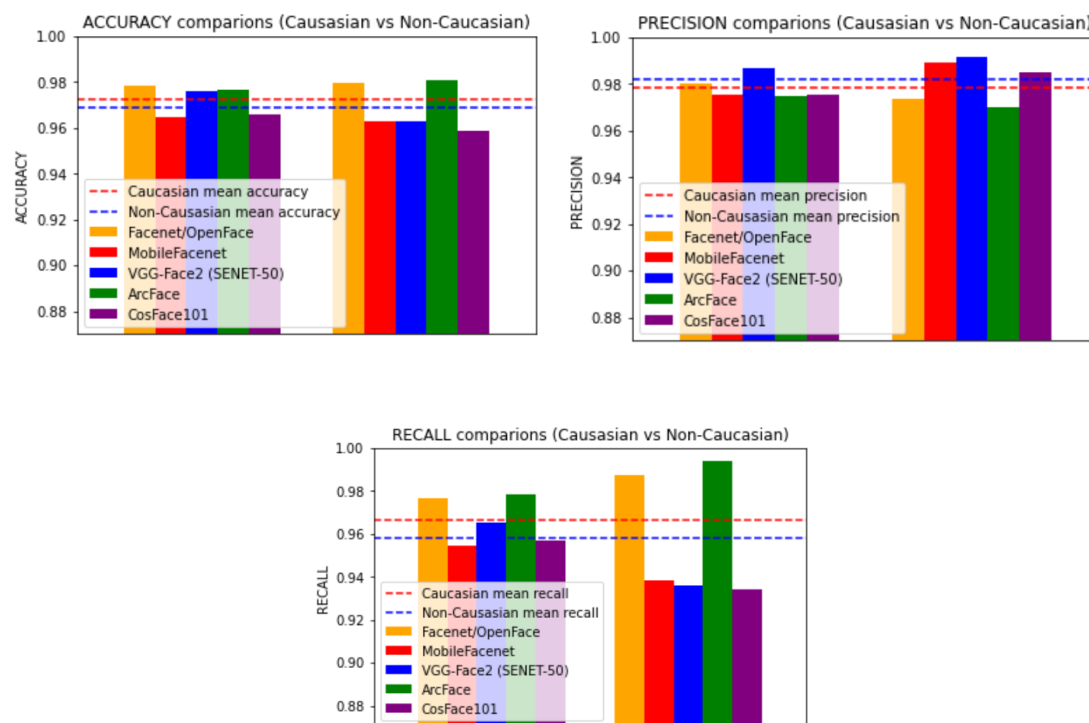 ACCURACY comparions (Causasian vs Non-Caucasian)
1.00
0.98
0.96
0.94
0.92
0.90
0.88
ACCURACY
Caucasian mean accuracy
Non-Causasian mean accuracy
Facenet/OpenFace
MobileFacenet
VGG-Face2 (SENET-50)
ArcFace
CosFace101
PRECISION comparions (Causasian vs Non-Caucasian)
1.00
0.98
0.96
0.94
0.92
0.90
0.88
PRECISION
Caucasian mean precision
Non-Causasian mean precision
Facenet/OpenFace
MobileFacenet
VGG-Face2 (SENET-50)
ArcFace
CosFace101
RECALL comparions (Causasian vs Non-Caucasian)
1.00
0.98
0.96
0.94
0.92
0.90
0.88
RECALL
Caucasian mean recall
Non-Causasian mean recall
Facenet/OpenFace
MobileFacenet
VGG-Face2 (SENET-50)
ArcFace
CosFace101